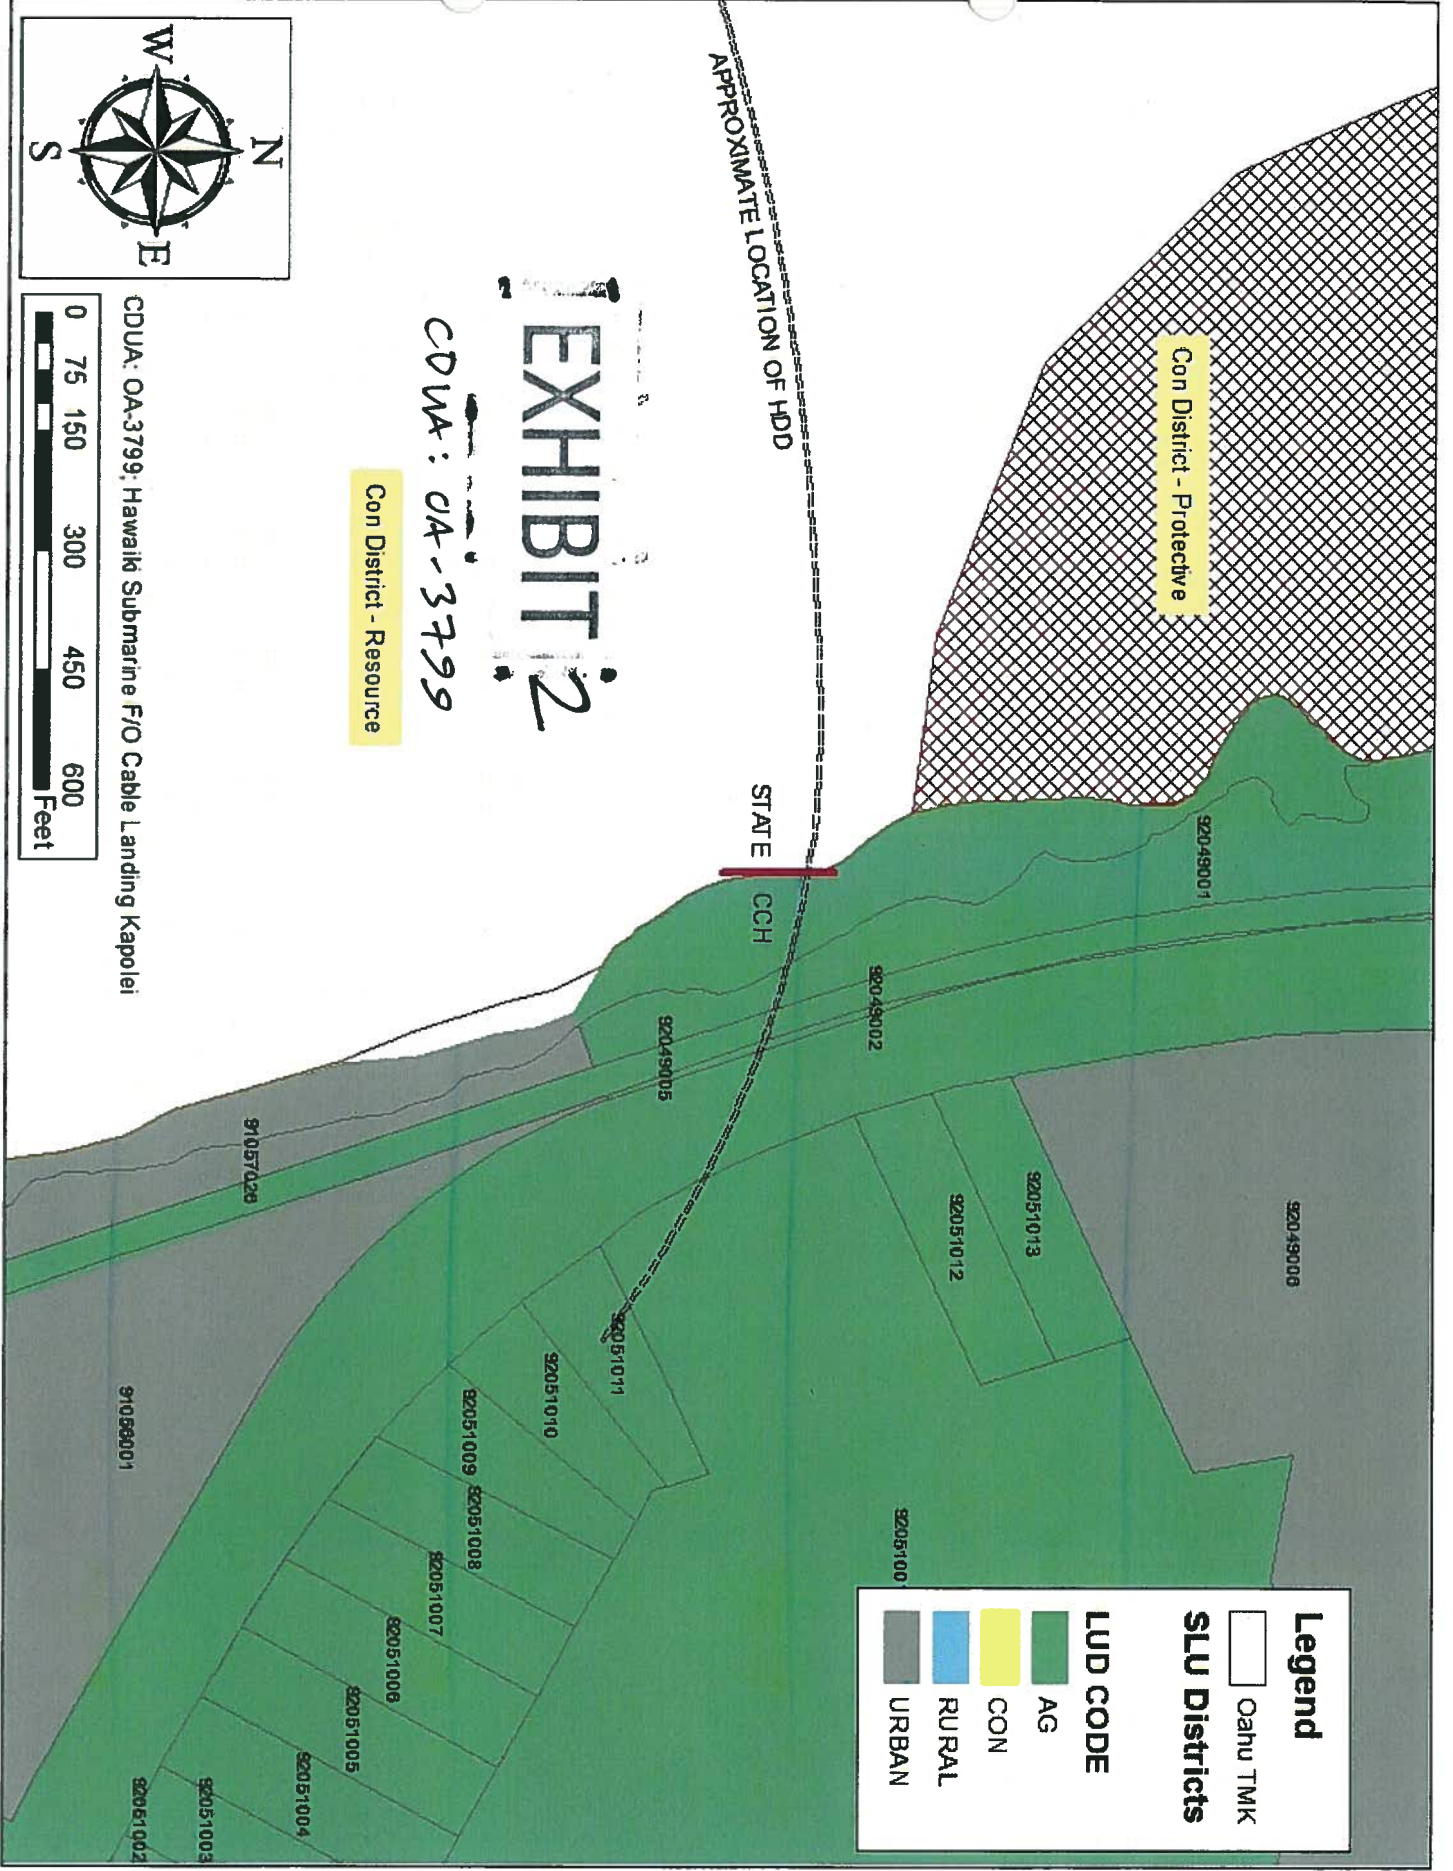 Con District - Protective
APPROXIMATE LOCATION OF HDD
EXHIBIT 2
CDUA: OA-3799
Con District - Resource
STATE
CCH
92049001
92049002
92049005
92049006
92051013
92051012
92051011
92051010
92051009
92051008
92051007
92051006
92051005
92051004
92051003
92051002
92051001
91057026
91056001
Legend
Oahu TMK
SLU Districts
LUD CODE
AG
CON
RURAL
URBAN
N
W
E
S
CDUA: OA-3799; Hawaiki Submarine F/O Cable Landing Kapolei
0 75 150 300 450 600
Feet